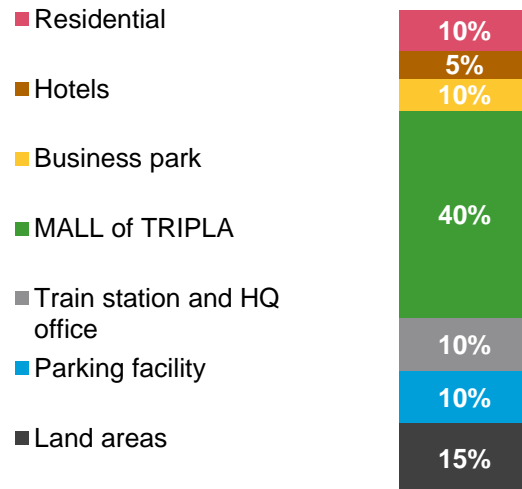 Residential
Hotels
Business park
MALL of TRIPLA
Train station and HQ
office
Parking facility
Land areas
10%
5%
10%
40%
10%
10%
15%